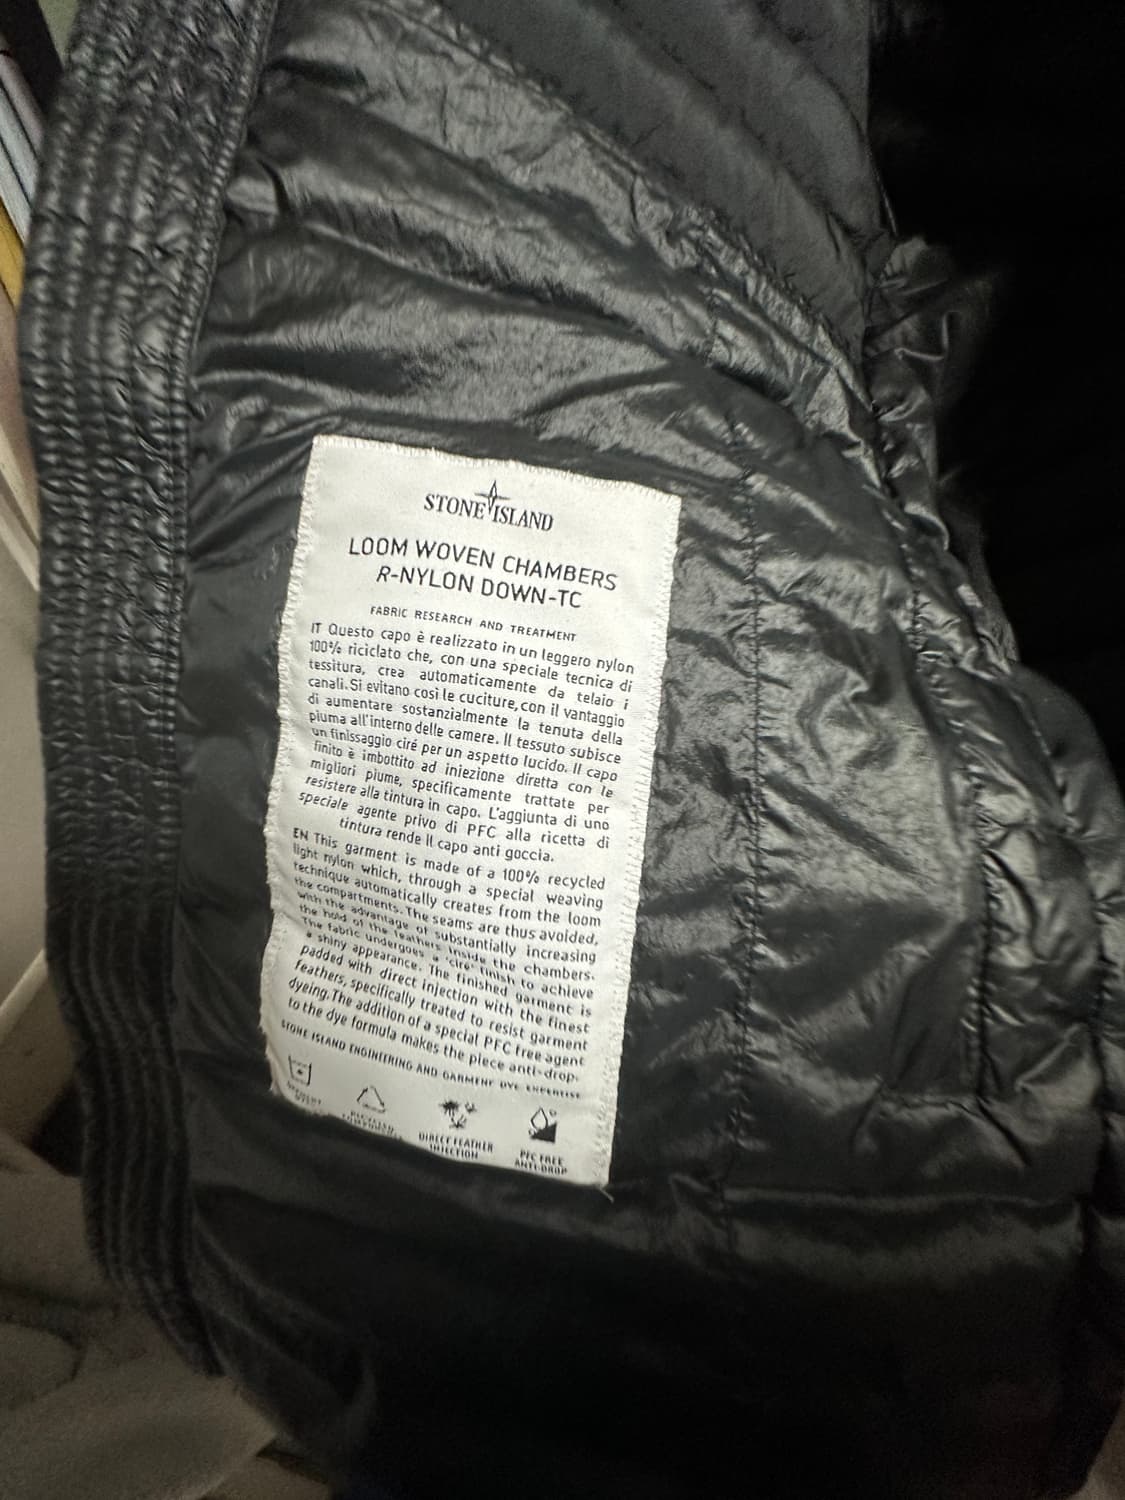 STONE ISLAND
LOOM WOVEN CHAMBERS
R-NYLON DOWN-TC
FABRIC RESEARCH AND TREATMENT
IT Questo capo è realizzato in un leggero nylon
100% riciclato che, con una speciale tecnica di
tessitura, crea automaticamente da telaio i
canali. Si evitano così le cuciture, con il vantaggio
di aumentare sostanzialmente la tenuta della
piuma all'interno delle camere. Il tessuto subisce
un finissaggio ciré per un aspetto lucido. Il capo
finito è imbottito ad iniezione diretta con le
migliori piume, specificamente trattate per
resistere alla tintura in capo. L'aggiunta di uno
speciale agente privo di PFC alla ricetta di
tintura rende il capo anti goccia.
EN This garment is made of a 100% recycled
light nylon which, through a special weaving
technique automatically creates from the loom
the compartments. The seams are thus avoided,
with the advantage of substantially increasing
the hold of the feathers inside the chambers.
The fabric undergoes a "ciré" finish to achieve
a shiny appearance. The finished garment is
padded with direct injection with the finest
feathers, specifically treated to resist garment
dyeing. The addition of a special PFC free agent
to the dye formula makes the piece anti-drop.
STONE ISLAND ENGINEERING AND GARMENT DYE EXPERTISE
DIRECT FEATHER
INJECTION
PFC FREE
ANTI-DROP